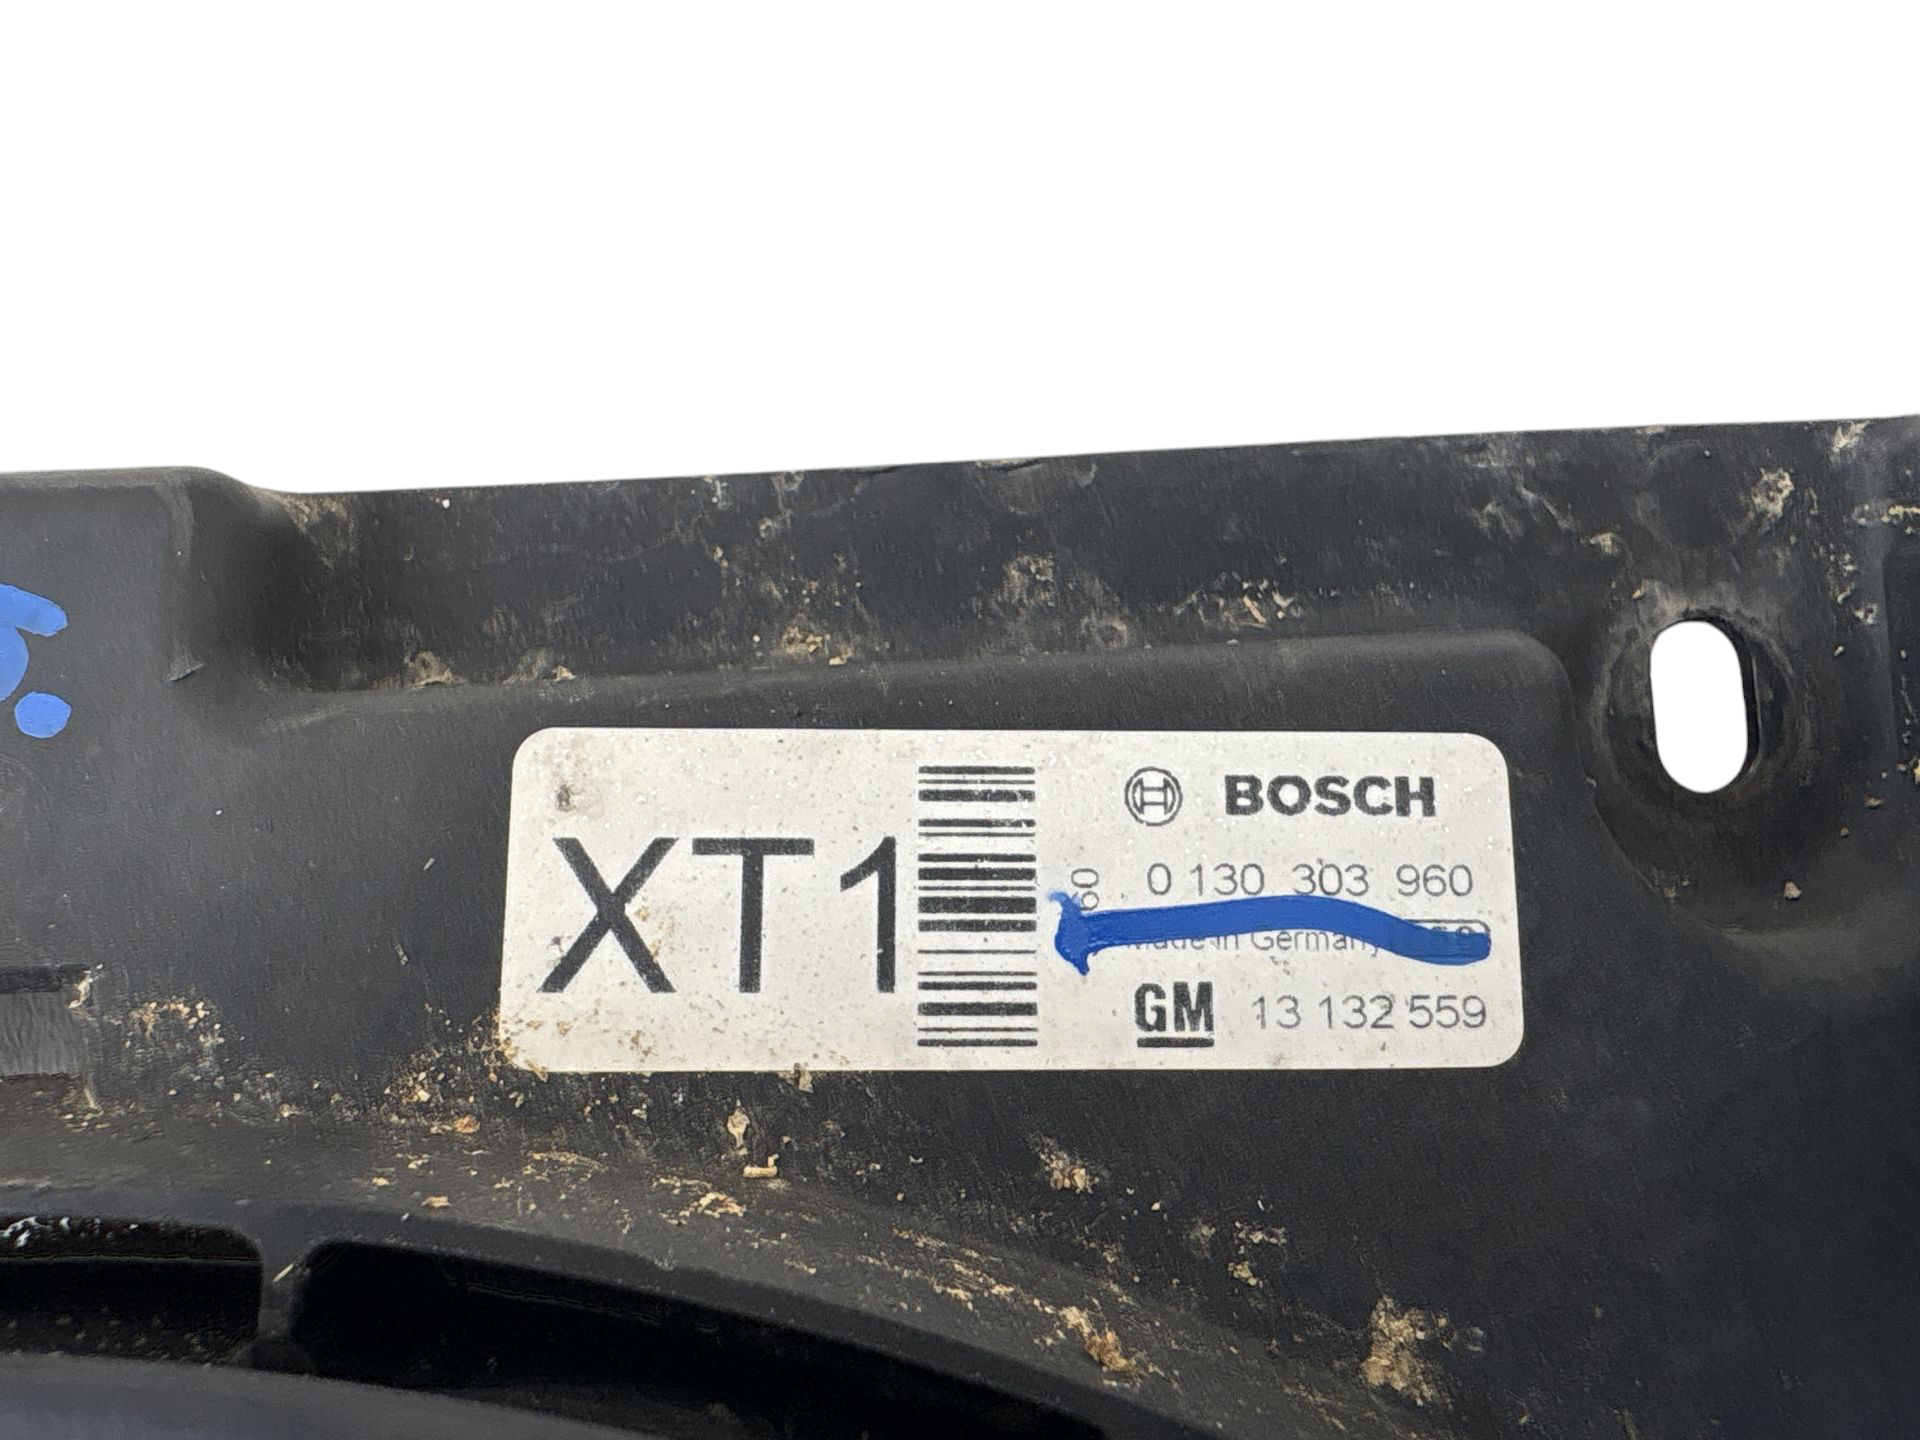 XT1
BOSCH
0 130 303 960
60
Made in Germany
GM 13 132 559